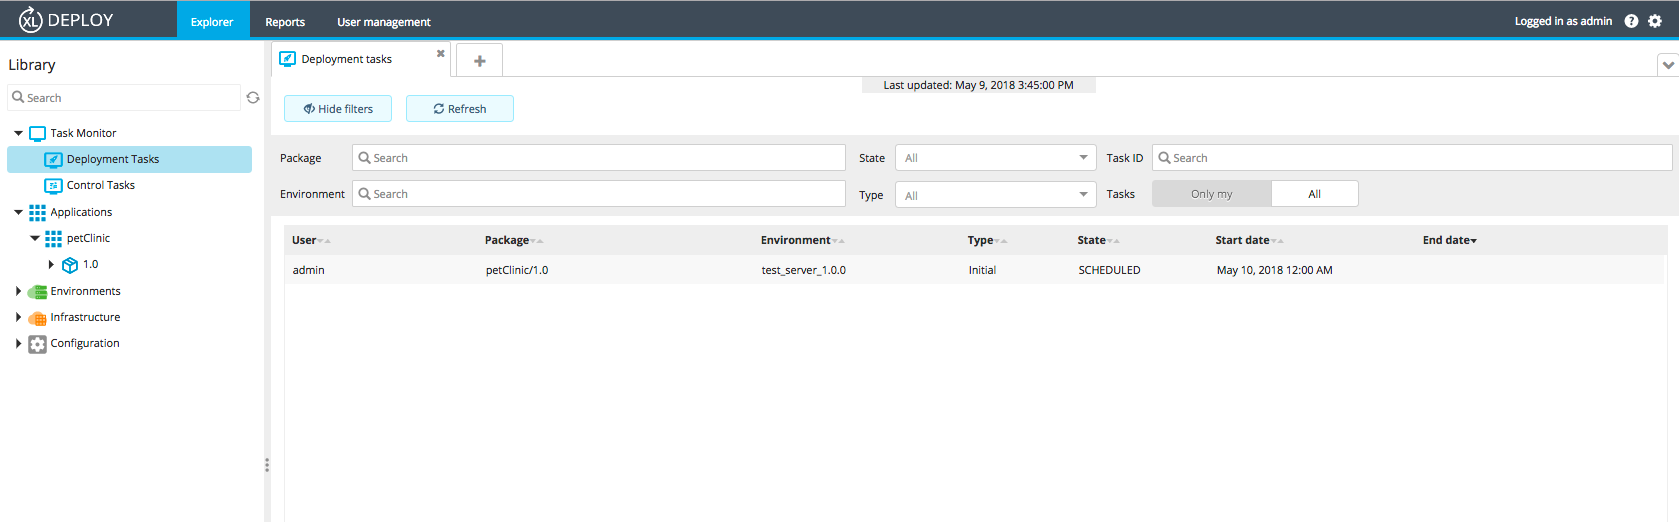 XL DEPLOY Explorer Reports User management Logged in as admin ?
Library
Search
Task Monitor
Deployment Tasks
Control Tasks
Applications
petClinic
1.0
Environments
Infrastructure
Configuration
Deployment tasks
Last updated: May 9, 2018 3:45:00 PM
Hide filters Refresh
Package Search State All Task ID Search
Environment Search Type All Tasks Only my All
User Package Environment Type State Start date End date
admin petClinic/1.0 test_server_1.0.0 Initial SCHEDULED May 10, 2018 12:00 AM